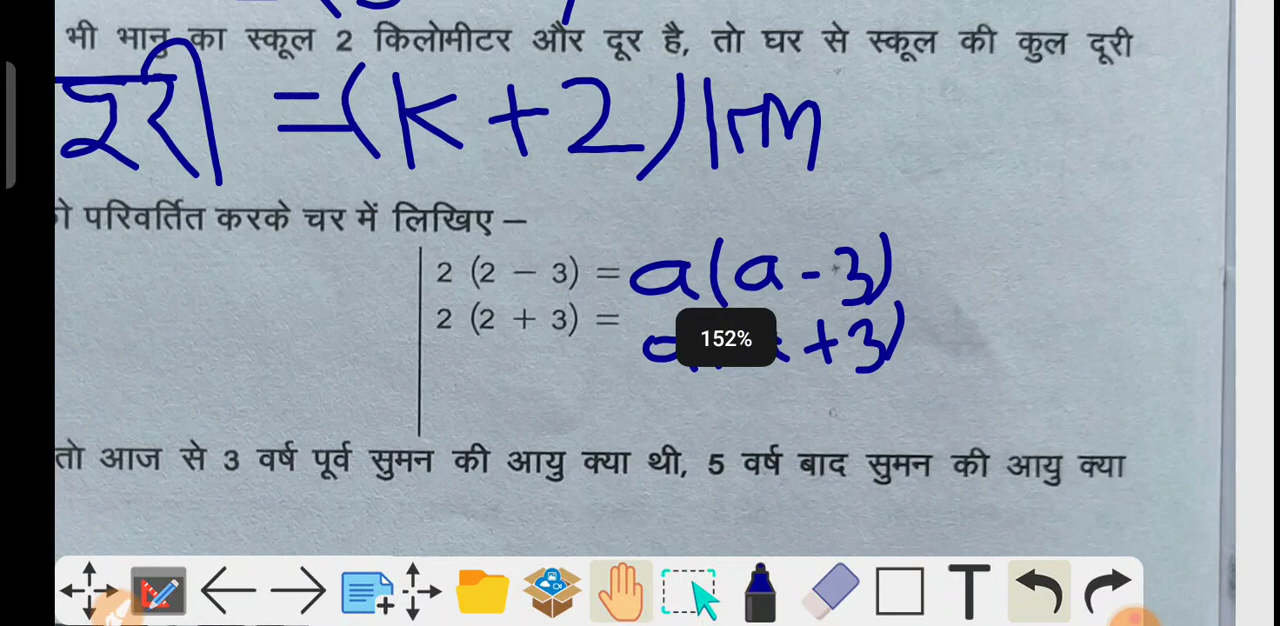 भी भानु का स्कूल 2 किलोमीटर और दूर है, तो घर से स्कूल की कुल दूरी
दूरी = (k + 2) km
परिवर्तित करके चर में लिखिए –
2 (2 – 3) = a(a - 3)
2 (2 + 3) = + 3)
152%
तो आज से 3 वर्ष पूर्व सुमन की आयु क्या थी, 5 वर्ष बाद सुमन की आयु क्या
T